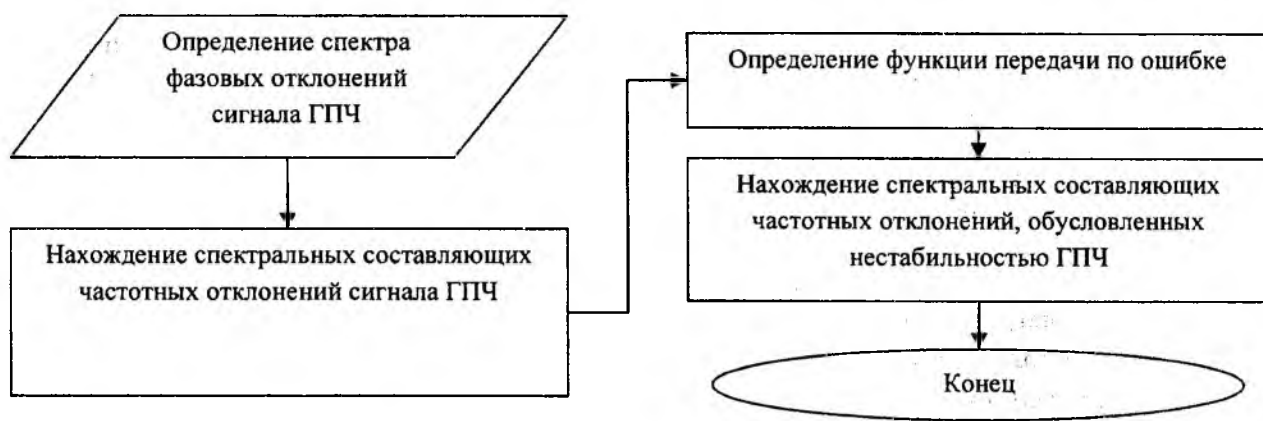 Определение спектра
фазовых отклонений
сигнала ГПЧ
Нахождение спектральных составляющих
частотных отклонений сигнала ГПЧ
Определение функции передачи по ошибке
Нахождение спектральных составляющих
частотных отклонений, обусловленных
нестабильностью ГПЧ
Конец